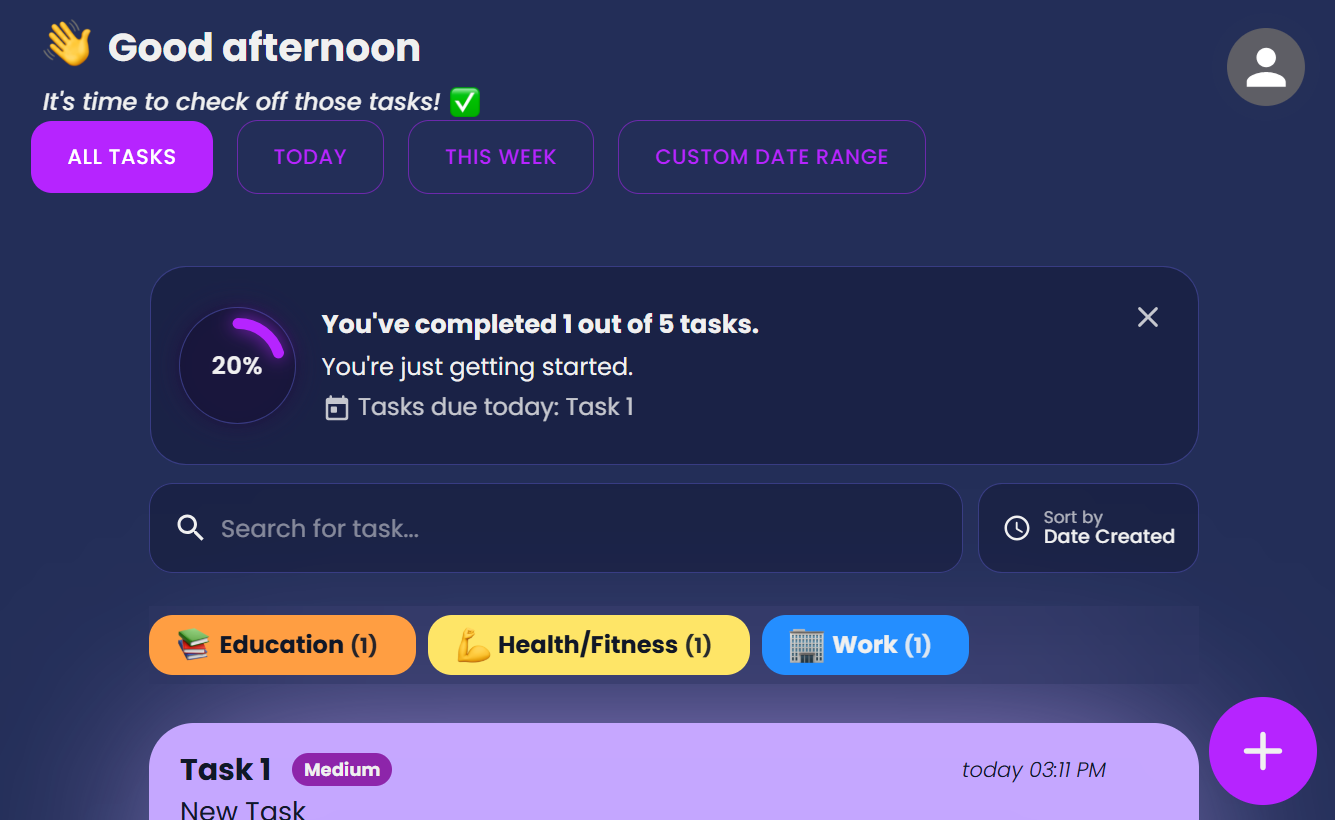 👋 Good afternoon
It's time to check off those tasks! ✅
ALL TASKS TODAY THIS WEEK CUSTOM DATE RANGE
20%
You've completed 1 out of 5 tasks.
You're just getting started.
Tasks due today: Task 1
Search for task...
Sort by
Date Created
📚 Education (1) 💪 Health/Fitness (1) 🏢 Work (1)
Task 1 Medium today 03:11 PM
New Task